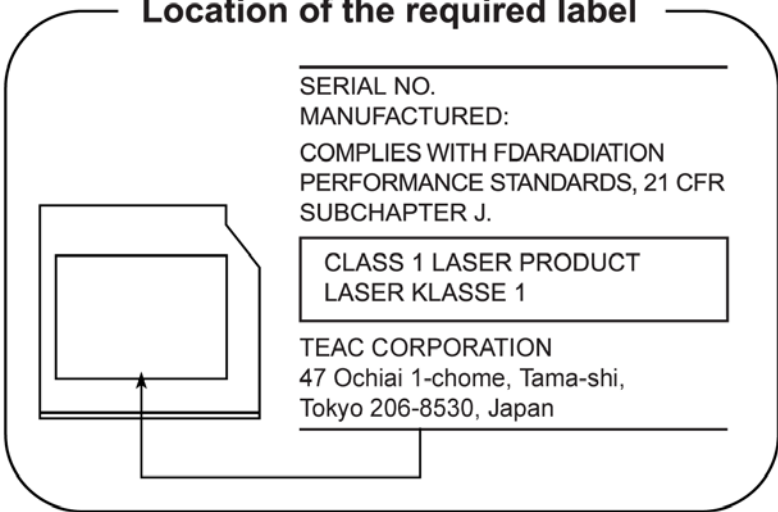 Location of the required label
SERIAL NO.
MANUFACTURED:
COMPLIES WITH FDARADIATION
PERFORMANCE STANDARDS, 21 CFR
SUBCHAPTER J.
CLASS 1 LASER PRODUCT
LASER KLASSE 1
TEAC CORPORATION
47 Ochiai 1-chome, Tama-shi,
Tokyo 206-8530, Japan